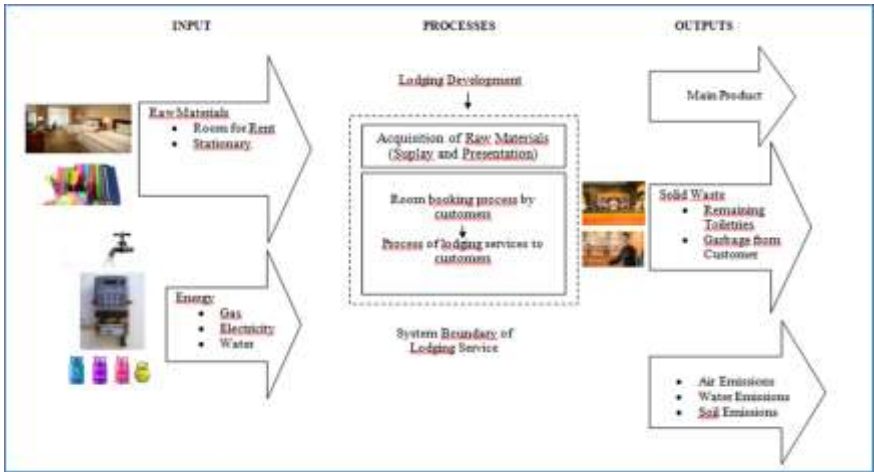 INPUT
PROCESSES
OUTPUTS
Raw Materials
• Room for Rent
• Stationary
Energy
• Gas
• Electricity
• Water
Lodging Development
Acquisition of Raw Materials
(Suplay and Presentation)
Room booking process by
customers
Process of lodging services to
customers
System Boundary of
Lodging Service
Main Product
Solid Waste
• Remaining
Toiletries
• Garbage from
Customer
• Air Emissions
• Water Emissions
• Soil Emissions